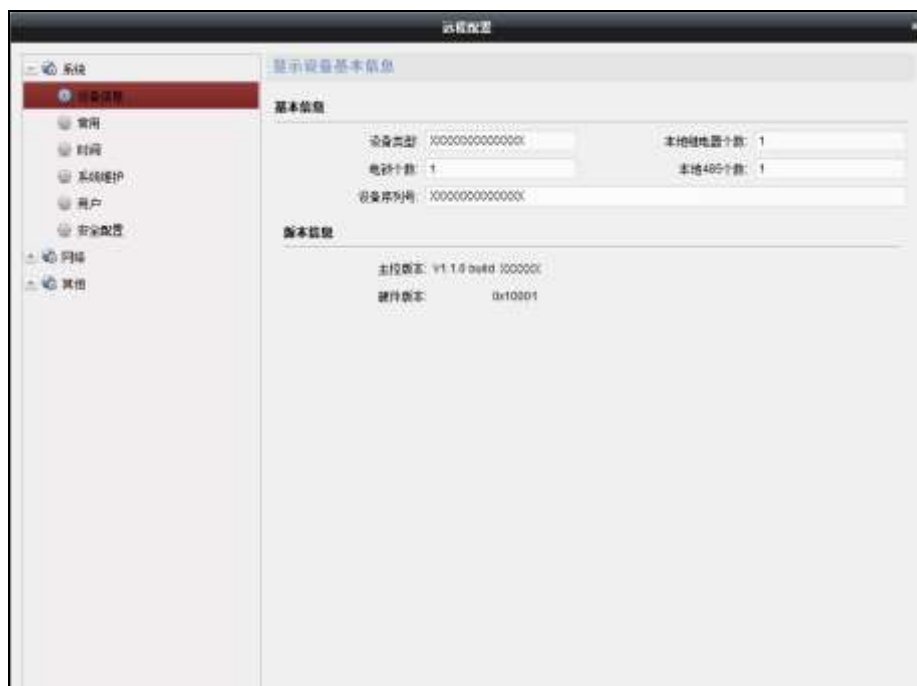 远程配置
系统
显示设备基本信息
设备信息
基本信息
常用
设备类型: XXXXXXXXXXXXXX 本地继电器个数: 1
时间
电锁个数: 1 本地485个数: 1
系统维护
设备序列号: XXXXXXXXXXXXXX
用户
安全配置
版本信息
网络
主控版本: V1.1.0 build XXXXXX
其他
硬件版本: 0x10001